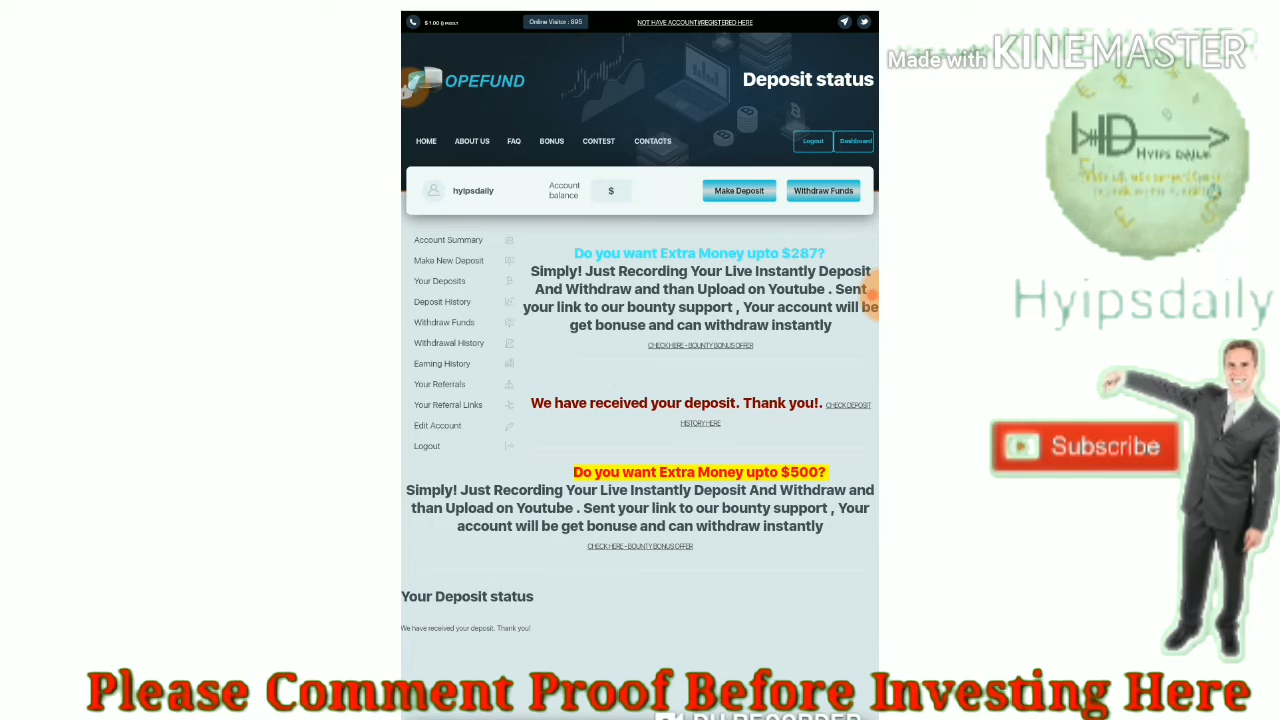 Online Visitor : 895
NOT HAVE ACCOUNT#REGISTERED HERE
Made with KINEMASTER
OPEFUND
Deposit status
HOME ABOUT US FAQ BONUS CONTEST CONTACTS
Logout Dashboard
HD
HYIPS DAILY
Hyipsdaily
hyipsdaily
Account balance $
Make Deposit Withdraw Funds
Account Summary
Make New Deposit
Your Deposits
Deposit History
Withdraw Funds
Withdrawal History
Earning History
Your Referrals
Your Referral Links
Edit Account
Logout
Do you want Extra Money upto $287?
Simply! Just Recording Your Live Instantly Deposit
And Withdraw and than Upload on Youtube . Sent
your link to our bounty support , Your account will be
get bonuse and can withdraw instantly
CHECK HERE - BOUNTY BONUS OFFER
We have received your deposit. Thank you!. CHECK DEPOSIT
HISTORY HERE
Do you want Extra Money upto $500?
Simply! Just Recording Your Live Instantly Deposit And Withdraw and
than Upload on Youtube . Sent your link to our bounty support , Your
account will be get bonuse and can withdraw instantly
CHECK HERE - BOUNTY BONUS OFFER
Subscribe
Your Deposit status
We have received your deposit. Thank you!
Please Comment Proof Before Investing Here